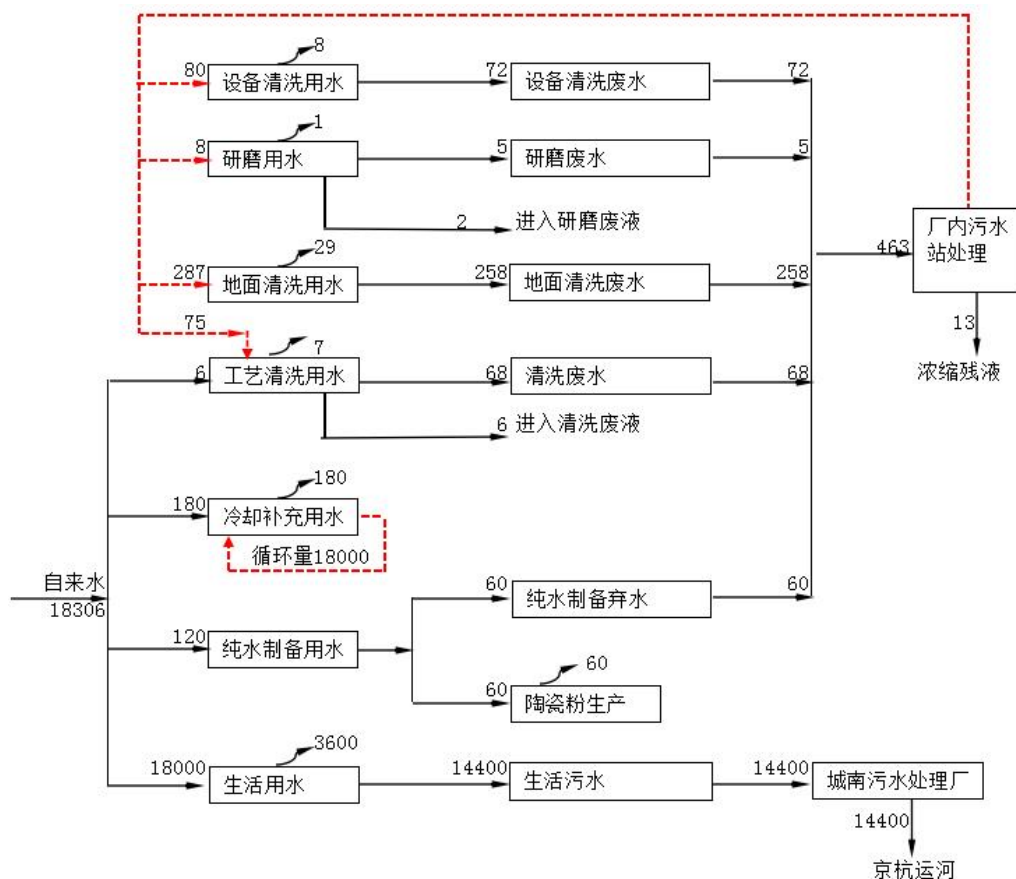 8
80
设备清洗用水
72
设备清洗废水
72
1
8
研磨用水
5
研磨废水
5
2
进入研磨废液
29
287
地面清洗用水
258
地面清洗废水
258
463
厂内污水
站处理
13
浓缩残液
75
7
6
工艺清洗用水
68
清洗废水
68
6
进入清洗废液
180
180
冷却补充用水
循环量18000
自来水
18306
60
纯水制备弃水
60
120
纯水制备用水
60
60
陶瓷粉生产
3600
18000
生活用水
14400
生活污水
14400
城南污水处理厂
14400
京杭运河